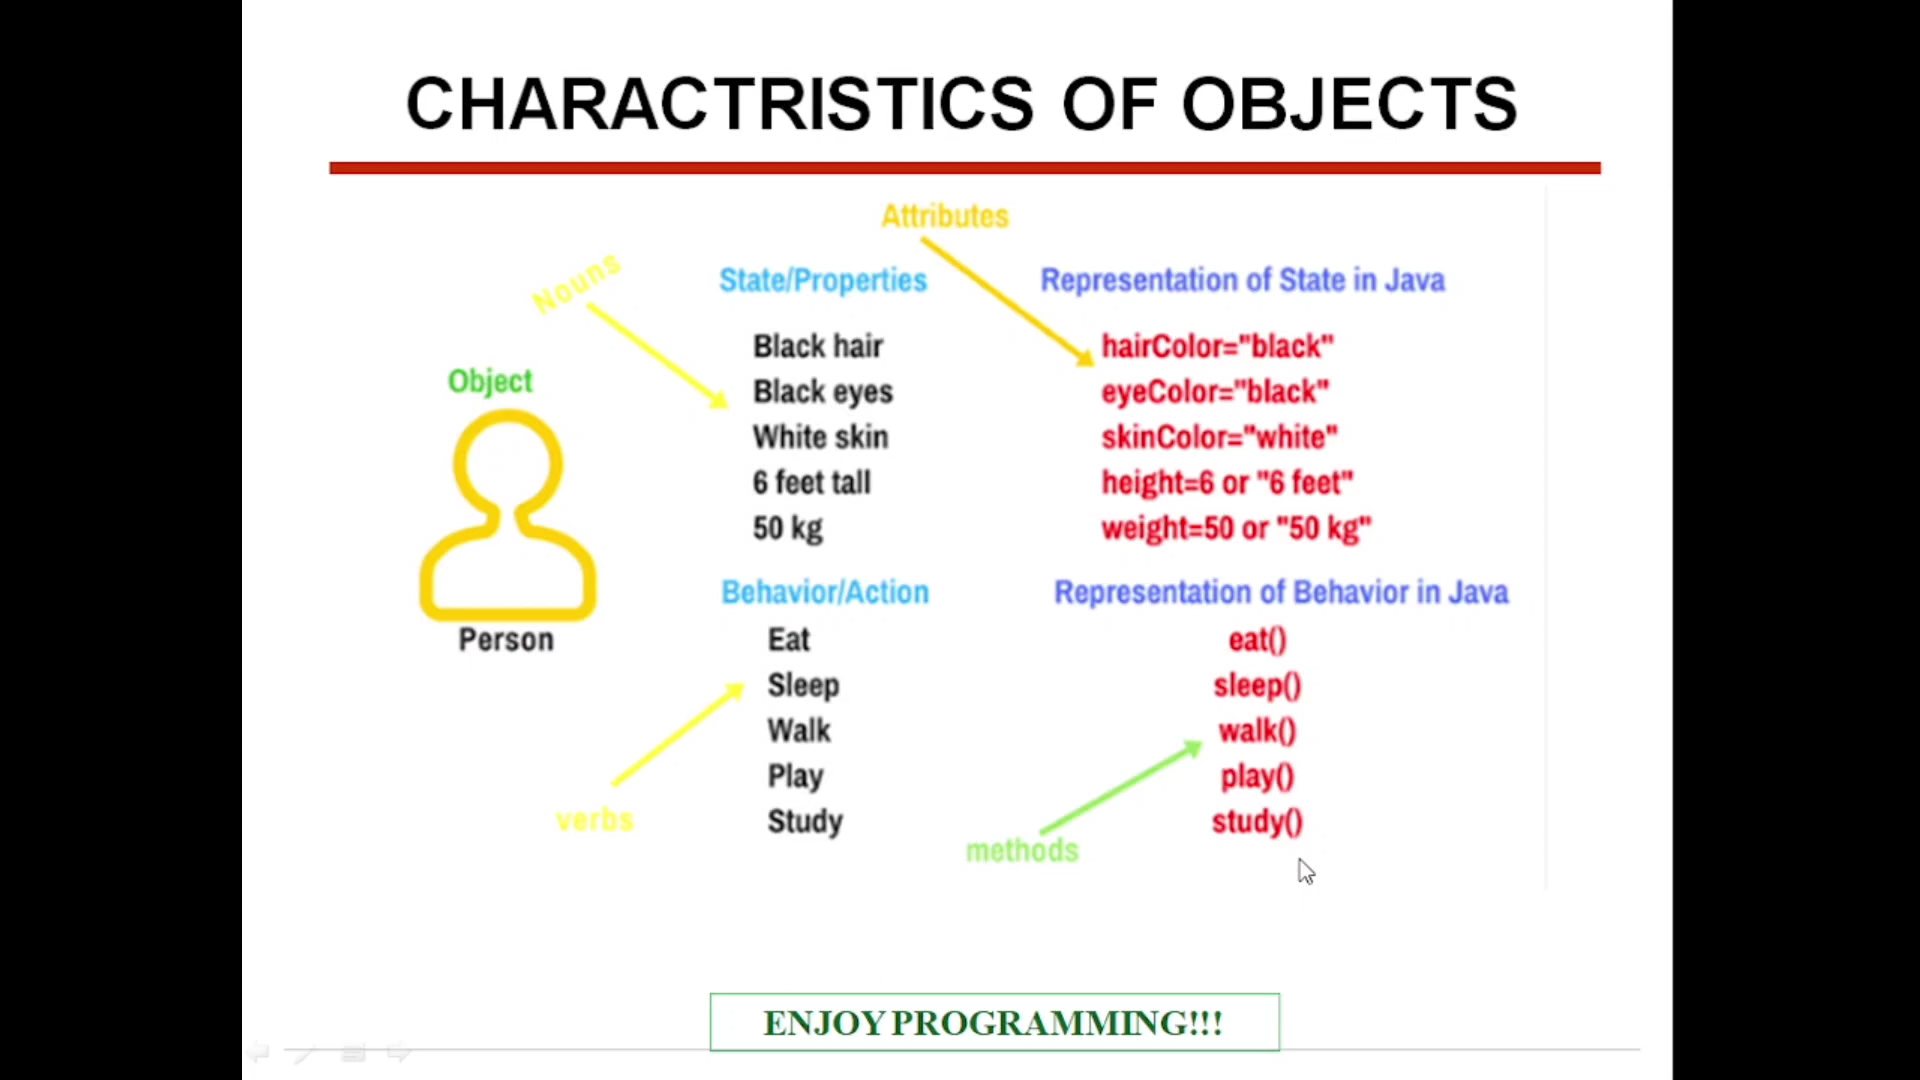 CHARACTRISTICS OF OBJECTS
Attributes
Nouns
State/Properties
Representation of State in Java
Black hair
hairColor="black"
Object
Black eyes
eyeColor="black"
White skin
skinColor="white"
6 feet tall
height=6 or "6 feet"
50 kg
weight=50 or "50 kg"
Behavior/Action
Representation of Behavior in Java
Person
Eat
eat()
Sleep
sleep()
Walk
walk()
Play
play()
verbs
Study
study()
methods
ENJOY PROGRAMMING!!!